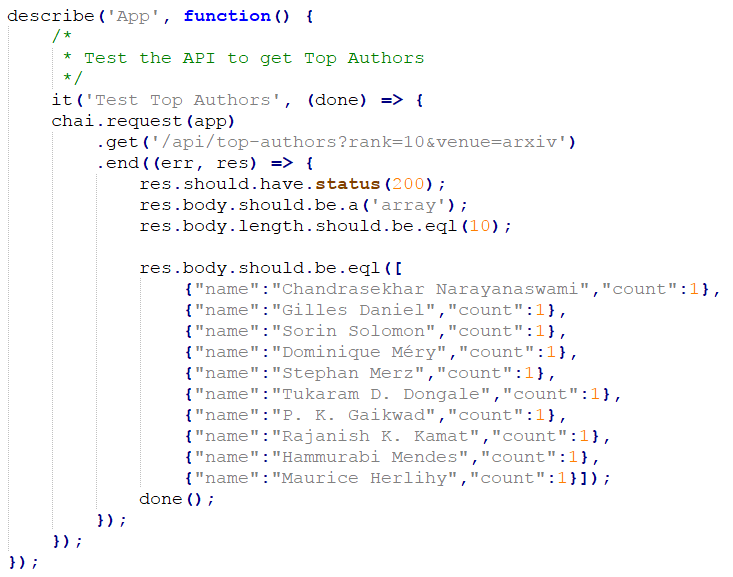 describe('App', function() {
    /*
     * Test the API to get Top Authors
     */
    it('Test Top Authors', (done) => {
    chai.request(app)
        .get('/api/top-authors?rank=10&venue=arxiv')
        .end((err, res) => {
            res.should.have.status(200);
            res.body.should.be.a('array');
            res.body.length.should.be.eql(10);

            res.body.should.be.eql([
                {"name":"Chandrasekhar Narayanaswami","count":1},
                {"name":"Gilles Daniel","count":1},
                {"name":"Sorin Solomon","count":1},
                {"name":"Dominique Méry","count":1},
                {"name":"Stephan Merz","count":1},
                {"name":"Tukaram D. Dongale","count":1},
                {"name":"P. K. Gaikwad","count":1},
                {"name":"Rajanish K. Kamat","count":1},
                {"name":"Hammurabi Mendes","count":1},
                {"name":"Maurice Herlihy","count":1}]);
            done();
        });
    });
});